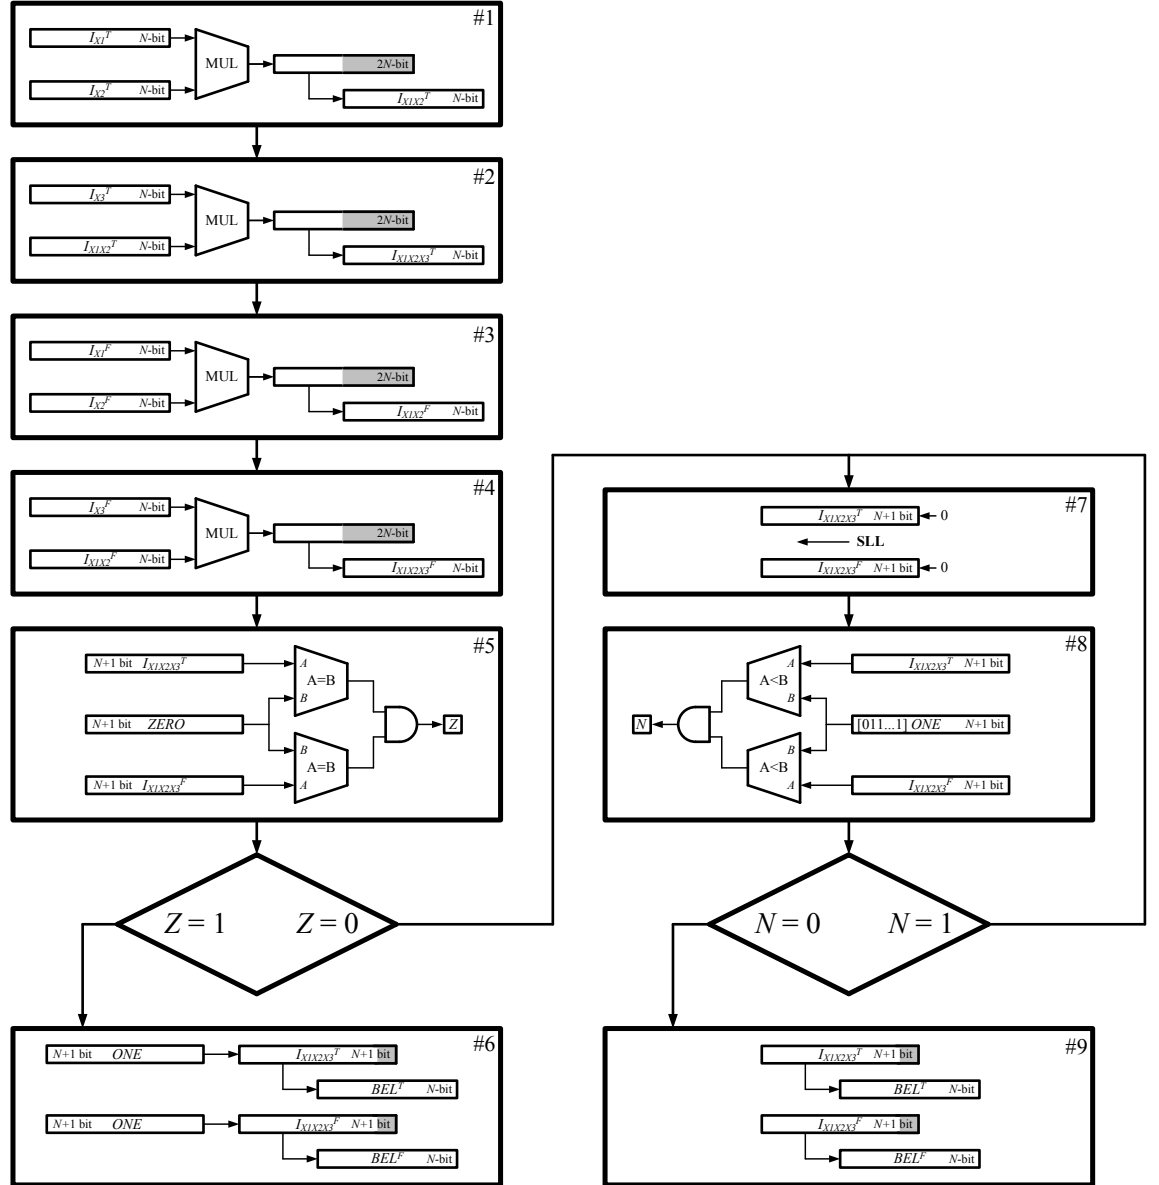 #1
I_X1^T N-bit
MUL
2N-bit
I_X2^T N-bit
I_X1X2^T N-bit
#2
I_X3^T N-bit
MUL
2N-bit
I_X1X2^T N-bit
I_X1X2X3^T N-bit
#3
I_X1^F N-bit
MUL
2N-bit
I_X2^F N-bit
I_X1X2^F N-bit
#4
I_X3^F N-bit
MUL
2N-bit
I_X1X2^F N-bit
I_X1X2X3^F N-bit
#5
N+1 bit I_X1X2X3^T
A
A=B
B
N+1 bit ZERO
Z
B
A=B
A
N+1 bit I_X1X2X3^F
Z = 1 Z = 0
#6
N+1 bit ONE
I_X1X2X3^T N+1 bit
BEL^T N-bit
N+1 bit ONE
I_X1X2X3^F N+1 bit
BEL^F N-bit
#7
I_X1X2X3^T N+1 bit 0
SLL
I_X1X2X3^F N+1 bit 0
#8
A
I_X1X2X3^T N+1 bit
A<B
B
N
[011...1] ONE N+1 bit
B
A<B
A
I_X1X2X3^F N+1 bit
N = 0 N = 1
#9
I_X1X2X3^T N+1 bit
BEL^T N-bit
I_X1X2X3^F N+1 bit
BEL^F N-bit